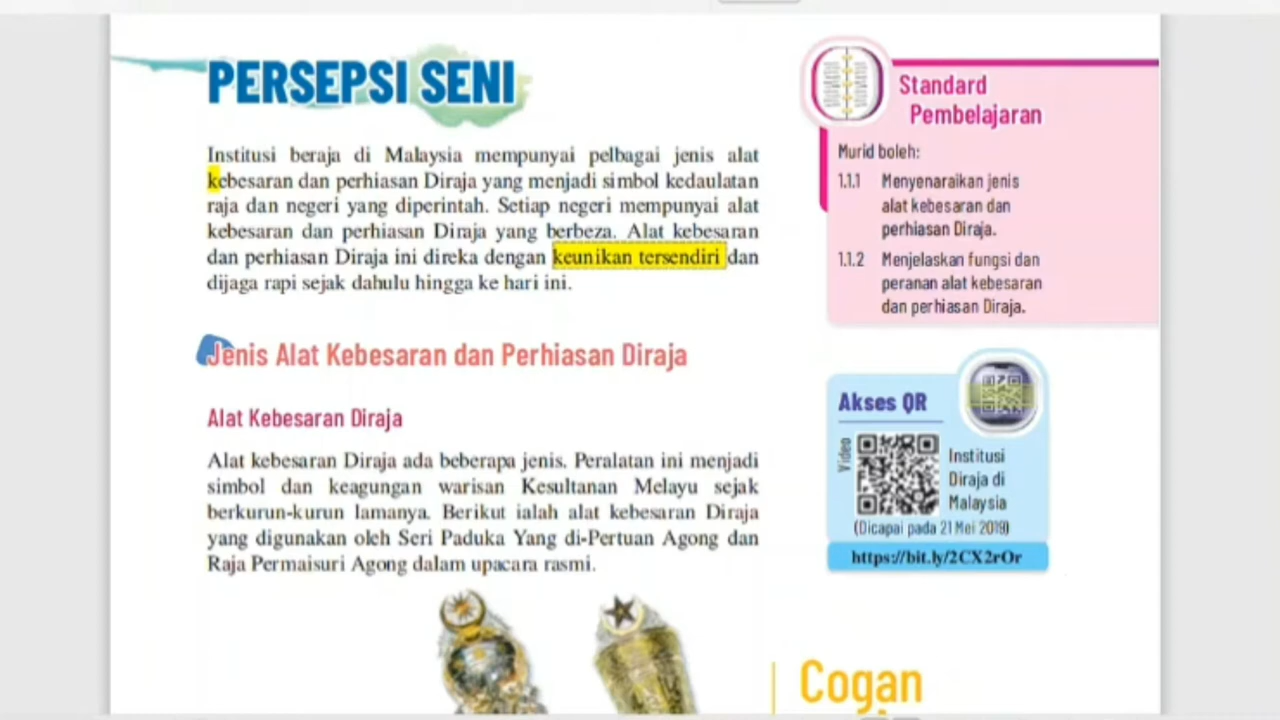 PERSEPSI SENI
Institusi beraja di Malaysia mempunyai pelbagai jenis alat
kebesaran dan perhiasan Diraja yang menjadi simbol kedaulatan
raja dan negeri yang diperintah. Setiap negeri mempunyai alat
kebesaran dan perhiasan Diraja yang berbeza. Alat kebesaran
dan perhiasan Diraja ini direka dengan keunikan tersendiri dan
dijaga rapi sejak dahulu hingga ke hari ini.
Jenis Alat Kebesaran dan Perhiasan Diraja
Alat Kebesaran Diraja
Alat kebesaran Diraja ada beberapa jenis. Peralatan ini menjadi
simbol dan keagungan warisan Kesultanan Melayu sejak
berkurun-kurun lamanya. Berikut ialah alat kebesaran Diraja
yang digunakan oleh Seri Paduka Yang di-Pertuan Agong dan
Raja Permaisuri Agong dalam upacara rasmi.
Standard
Pembelajaran
Murid boleh:
1.1.1 Menyenaraikan jenis
alat kebesaran dan
perhiasan Diraja.
1.1.2 Menjelaskan fungsi dan
peranan alat kebesaran
dan perhiasan Diraja.
Akses QR
Video
Institusi
Diraja di
Malaysia
(Dicapai pada 21 Mei 2019)
https://bit.ly/2CX2rOr
Cogan